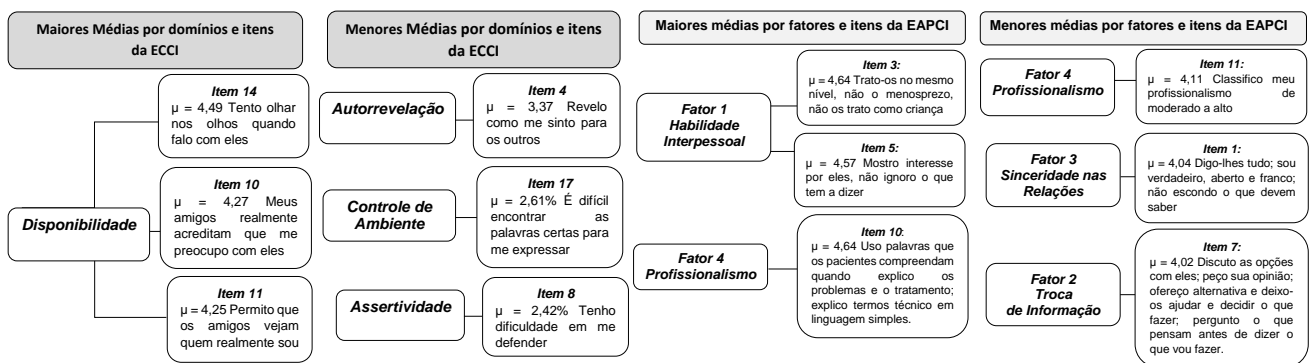 Maiores Médias por domínios e itens
da ECCI
Disponibilidade
Item 14
µ = 4,49 Tento olhar
nos olhos quando
falo com eles
Item 10
µ = 4,27 Meus
amigos realmente
acreditam que me
preocupo com eles
Item 11
µ = 4,25 Permito que
os amigos vejam
quem realmente sou
Menores Médias por domínios e itens
da ECCI
Autorrevelação
Item 4
µ = 3,37 Revelo
como me sinto para
os outros
Controle de
Ambiente
Item 17
µ = 2,61% É difícil
encontrar as
palavras certas para
me expressar
Assertividade
Item 8
µ = 2,42% Tenho
dificuldade em me
defender
Maiores médias por fatores e itens da EAPCI
Fator 1
Habilidade
Interpessoal
Item 3:
µ = 4,64 Trato-os no mesmo
nível, não o menosprezo,
não os trato como criança
Item 5:
µ = 4,57 Mostro interesse
por eles, não ignoro o que
tem a dizer
Fator 4
Profissionalismo
Item 10:
µ = 4,64 Uso palavras que
os pacientes compreendam
quando explico os
problemas e o tratamento;
explico termos técnico em
linguagem simples.
Menores médias por fatores e itens da EAPCI
Fator 4
Profissionalismo
Item 11:
µ = 4,11 Classifico meu
profissionalismo de
moderado a alto
Fator 3
Sinceridade nas
Relações
Item 1:
µ = 4,04 Digo-lhes tudo; sou
verdadeiro, aberto e franco;
não escondo o que devem
saber
Fator 2
Troca
de Informação
Item 7:
µ = 4,02 Discuto as opções
com eles; peço sua opinião;
ofereço alternativa e deixo-
os ajudar e decidir o que
fazer; pergunto o que
pensam antes de dizer o
que vou fazer.